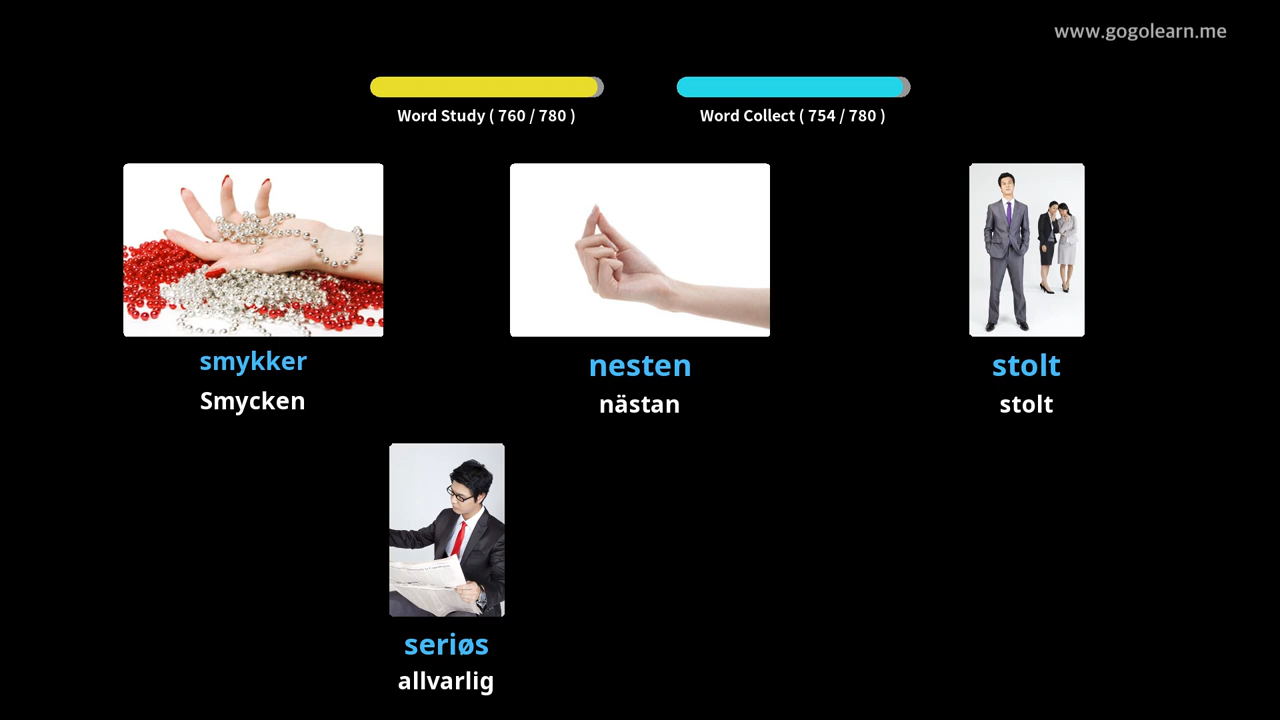 www.gogolearn.me
Word Study ( 760 / 780 )
Word Collect ( 754 / 780 )
smykker
Smycken
nesten
nästan
stolt
stolt
seriøs
allvarlig